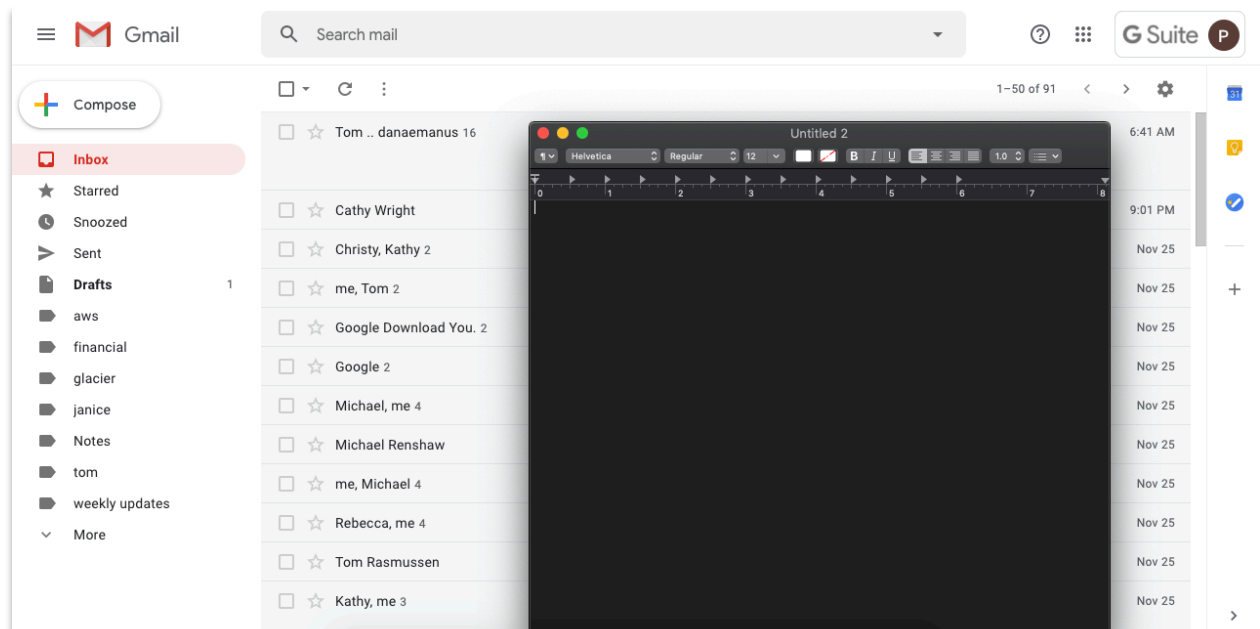 Gmail
Search mail
G Suite
P
Compose
1–50 of 91
31
Inbox
Starred
Snoozed
Sent
Drafts 1
aws
financial
glacier
janice
Notes
tom
weekly updates
More
Tom .. danaemanus 16 6:41 AM
Cathy Wright 9:01 PM
Christy, Kathy 2 Nov 25
me, Tom 2 Nov 25
Google Download You. 2 Nov 25
Google 2 Nov 25
Michael, me 4 Nov 25
Michael Renshaw Nov 25
me, Michael 4 Nov 25
Rebecca, me 4 Nov 25
Tom Rasmussen Nov 25
Kathy, me 3 Nov 25
Untitled 2
¶ Helvetica Regular 12 B I U 1.0
0 1 2 3 4 5 6 7 8